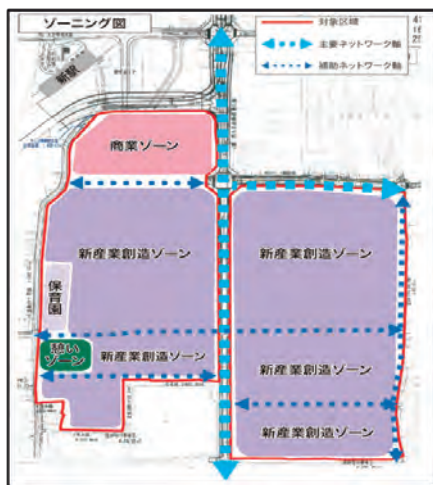 ゾーニング図
対象区域
主要ネットワーク軸
補助ネットワーク軸
新駅
商業ゾーン
新産業創造ゾーン
新産業創造ゾーン
保育園
憩い
ゾーン
新産業創造ゾーン
新産業創造ゾーン
新産業創造ゾーン